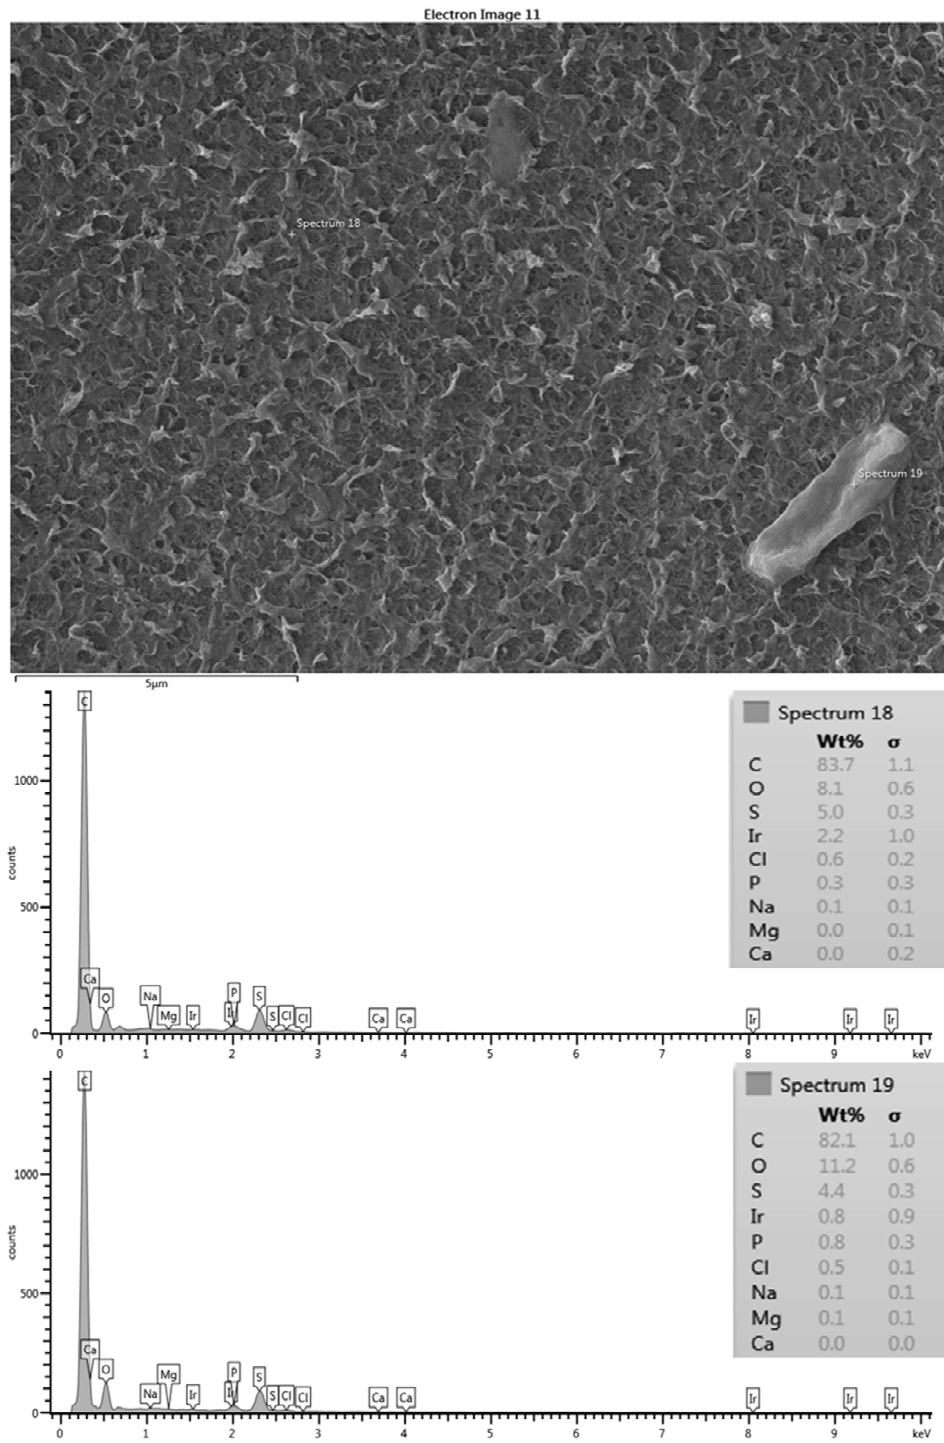 Electron Image 11
Spectrum 18
Spectrum 19
5µm
C
Ca
O
Na
Mg
Ir
Ir
P
S
S
Cl
Cl
Ca
Ca
Ir
Ir
Ir
1000
500
0
counts
0 1 2 3 4 5 6 7 8 9 keV
Spectrum 18
Wt% σ
C 83.7 1.1
O 8.1 0.6
S 5.0 0.3
Ir 2.2 1.0
Cl 0.6 0.2
P 0.3 0.3
Na 0.1 0.1
Mg 0.0 0.1
Ca 0.0 0.2
C
Ca
O
Na
Mg
Ir
Ir
P
S
S
Cl
Cl
Ca
Ca
Ir
Ir
Ir
1000
500
0
counts
0 1 2 3 4 5 6 7 8 9 keV
Spectrum 19
Wt% σ
C 82.1 1.0
O 11.2 0.6
S 4.4 0.3
Ir 0.8 0.9
P 0.8 0.3
Cl 0.5 0.1
Na 0.1 0.1
Mg 0.1 0.1
Ca 0.0 0.0